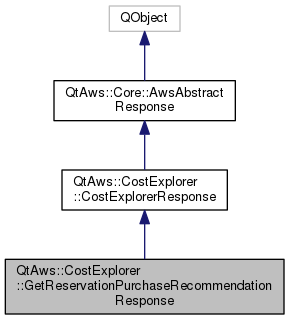 QObject
QtAws::Core::AwsAbstract
Response
QtAws::CostExplorer
::CostExplorerResponse
QtAws::CostExplorer
::GetReservationPurchaseRecommendation
Response